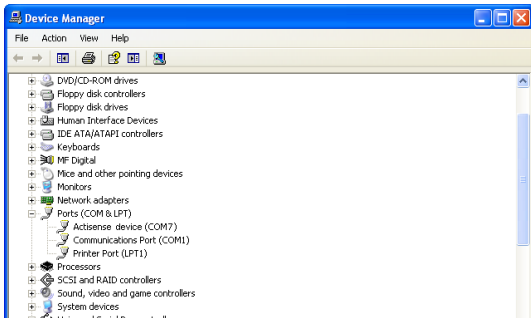 Device Manager
File Action View Help
DVD/CD-ROM drives
Floppy disk controllers
Floppy disk drives
Human Interface Devices
IDE ATA/ATAPI controllers
Keyboards
MF Digital
Mice and other pointing devices
Monitors
Network adapters
Ports (COM & LPT)
Actisense device (COM7)
Communications Port (COM1)
Printer Port (LPT1)
Processors
SCSI and RAID controllers
Sound, video and game controllers
System devices